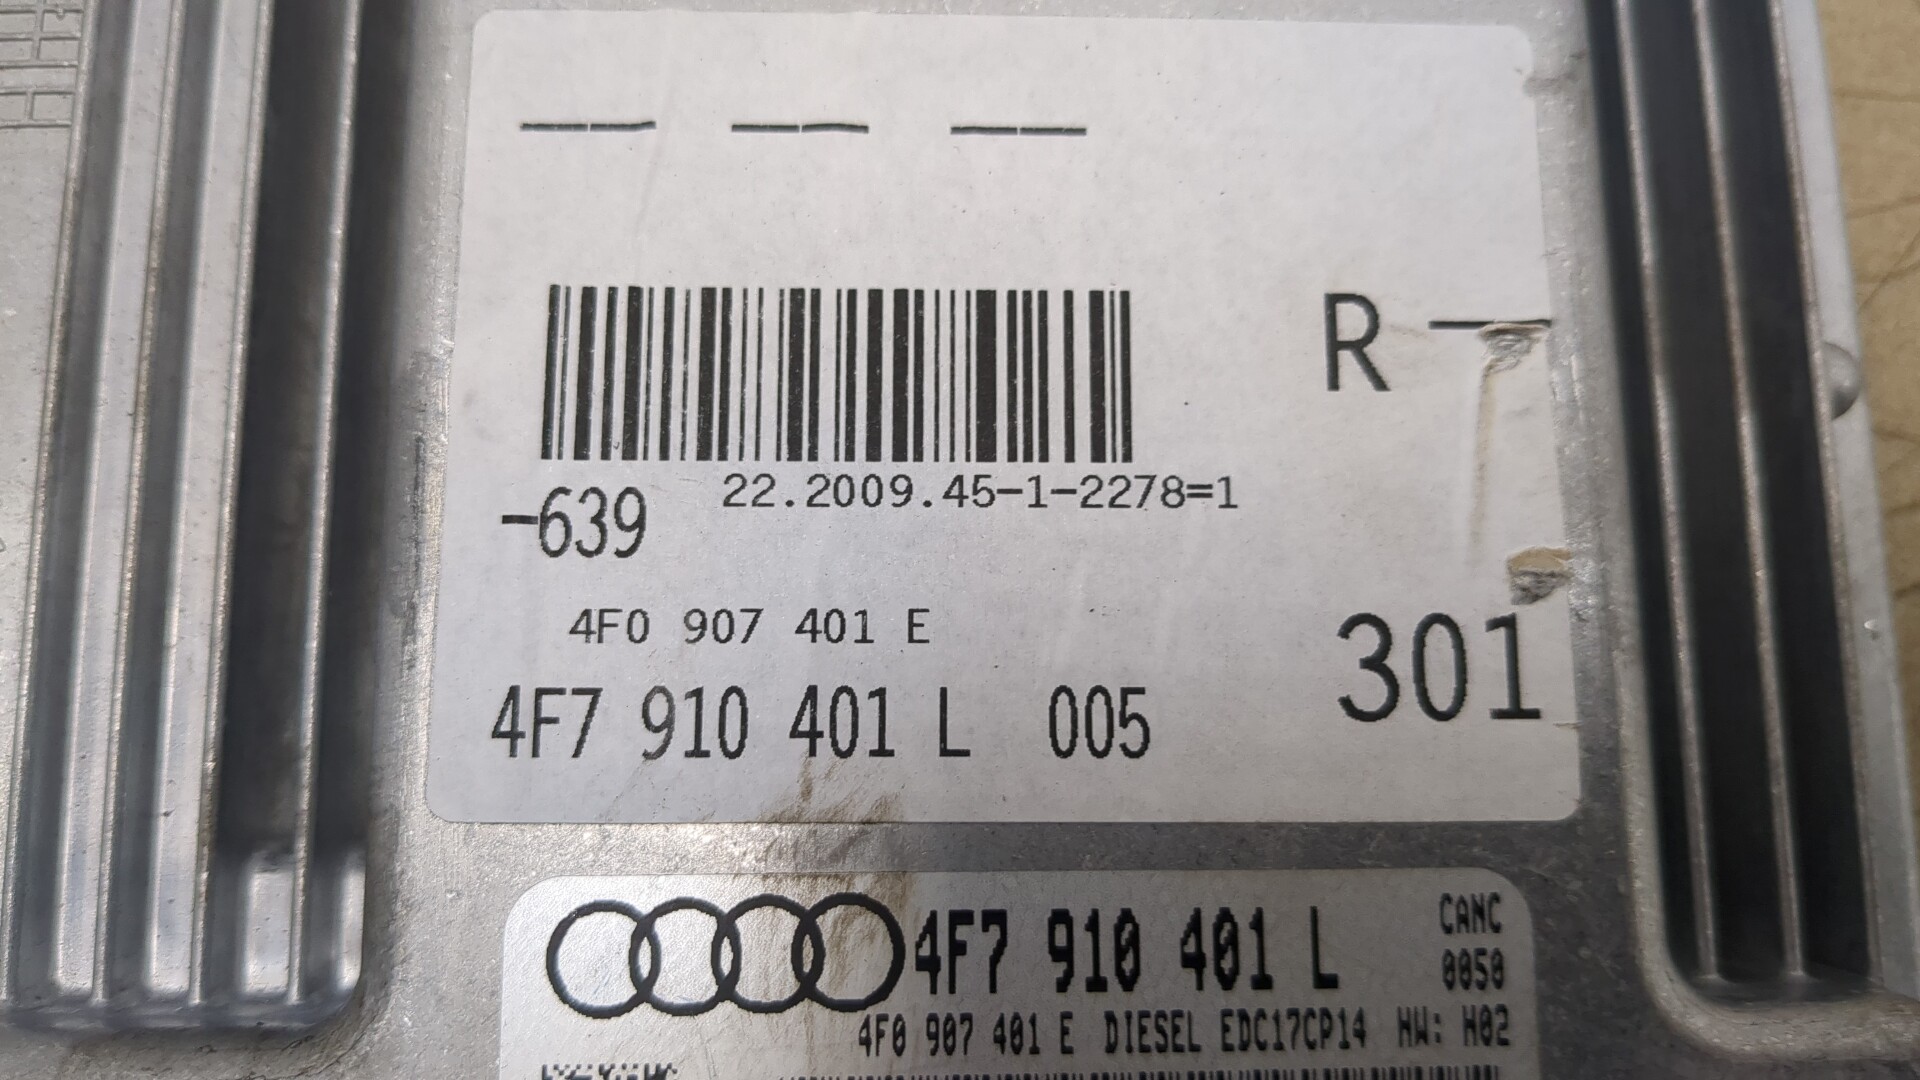 R —
22.2009.45-1-2278=1
-639
4F0 907 401 E
301
4F7 910 401 L 005
4F7 910 401 L
CANC
0050
4F0 907 401 E DIESEL EDC17CP14 HW: H02